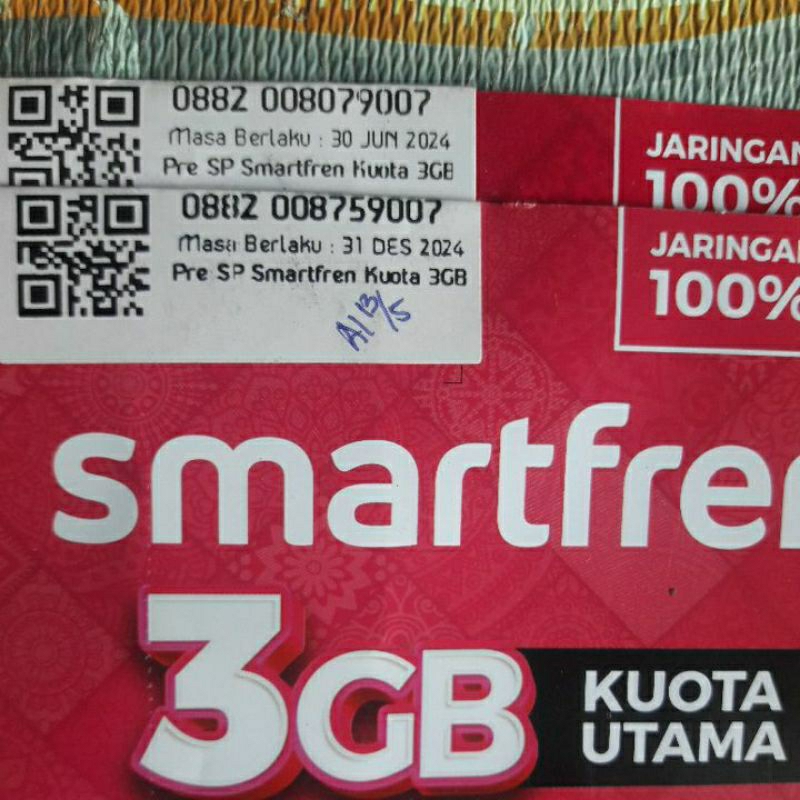 0882 008079007
Masa Berlaku : 30 JUN 2024
Pre SP Smartfren Kuota 3GB
JARINGAN
100%
0882 008759007
Masa Berlaku : 31 DES 2024
Pre SP Smartfren Kuota 3GB
JARINGAN
100%
smartfren
3GB
KUOTA
UTAMA